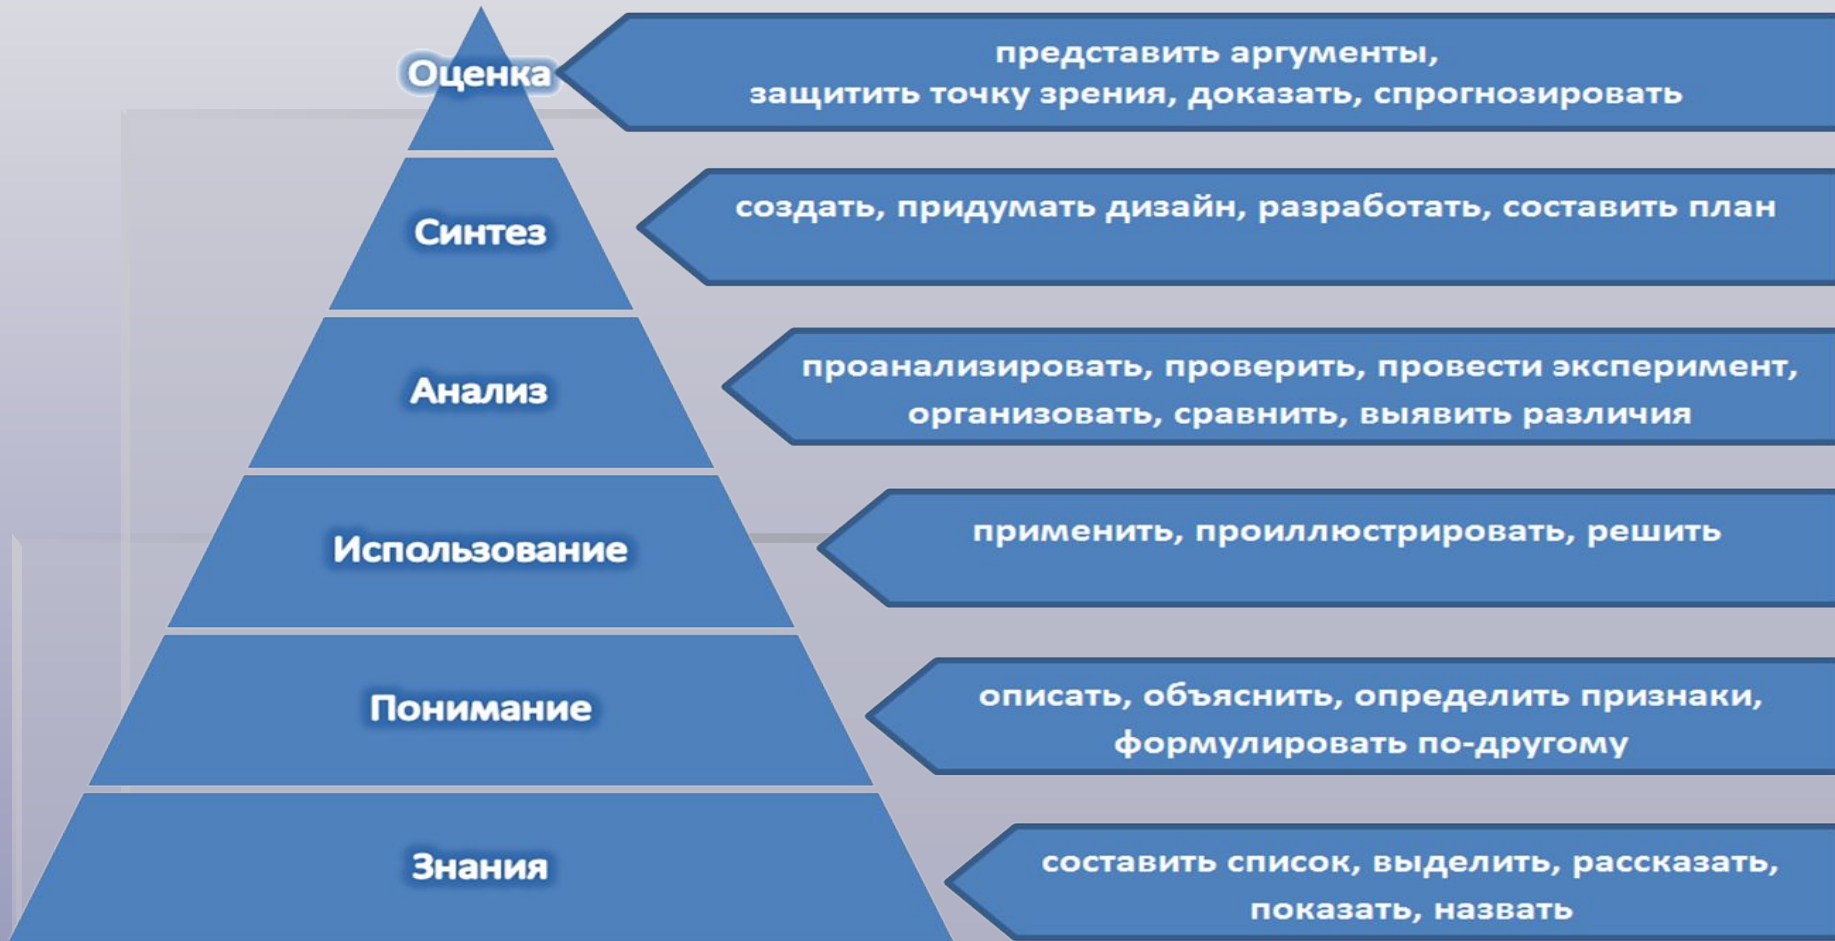 Оценка
представить аргументы,
защитить точку зрения, доказать, спрогнозировать
Синтез
создать, придумать дизайн, разработать, составить план
Анализ
проанализировать, проверить, провести эксперимент,
организовать, сравнить, выявить различия
Использование
применить, проиллюстрировать, решить
Понимание
описать, объяснить, определить признаки,
формулировать по-другому
Знания
составить список, выделить, рассказать,
показать, назвать